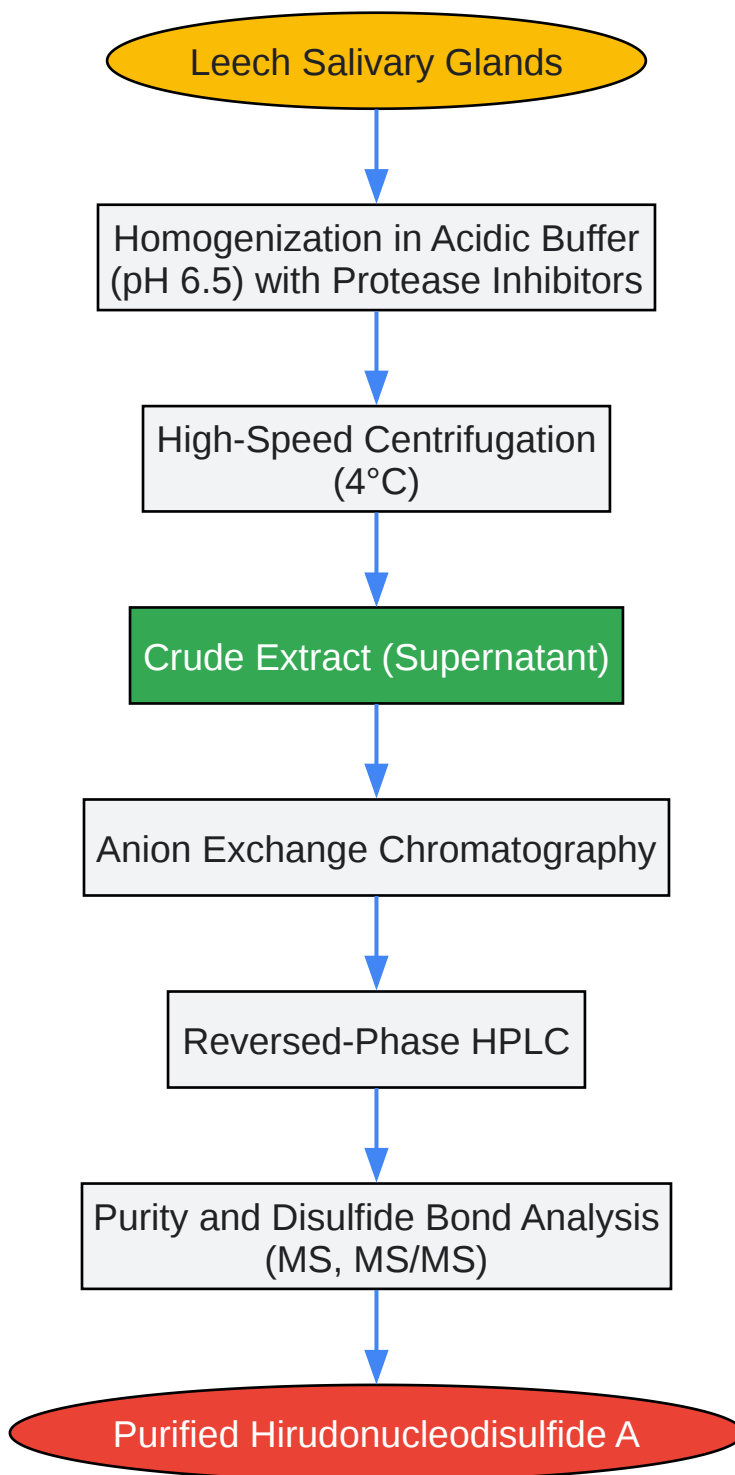 Leech Salivary Glands
Homogenization in Acidic Buffer
(pH 6.5) with Protease Inhibitors
High-Speed Centrifugation
(4°C)
Crude Extract (Supernatant)
Anion Exchange Chromatography
Reversed-Phase HPLC
Purity and Disulfide Bond Analysis
(MS, MS/MS)
Purified Hirudonucleodisulfide A